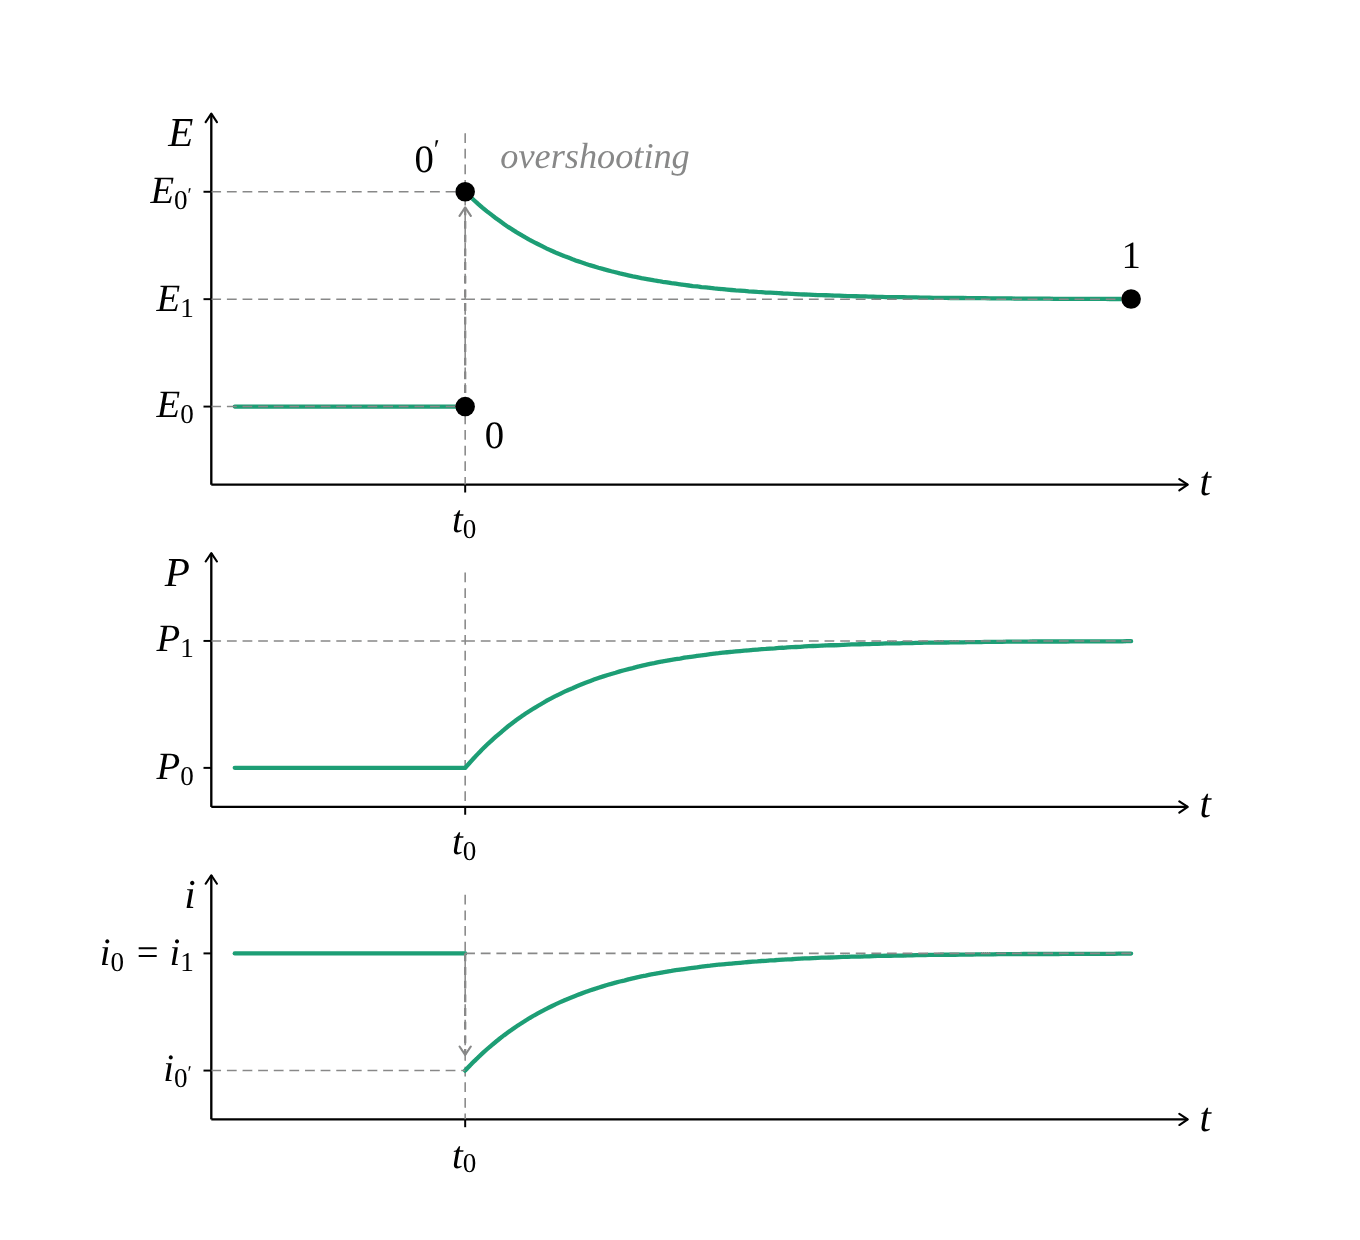 E
0′
overshooting
E₀′
1
E₁
E₀
0
t
t₀
P
P₁
P₀
t
t₀
i
i₀ = i₁
i₀′
t
t₀